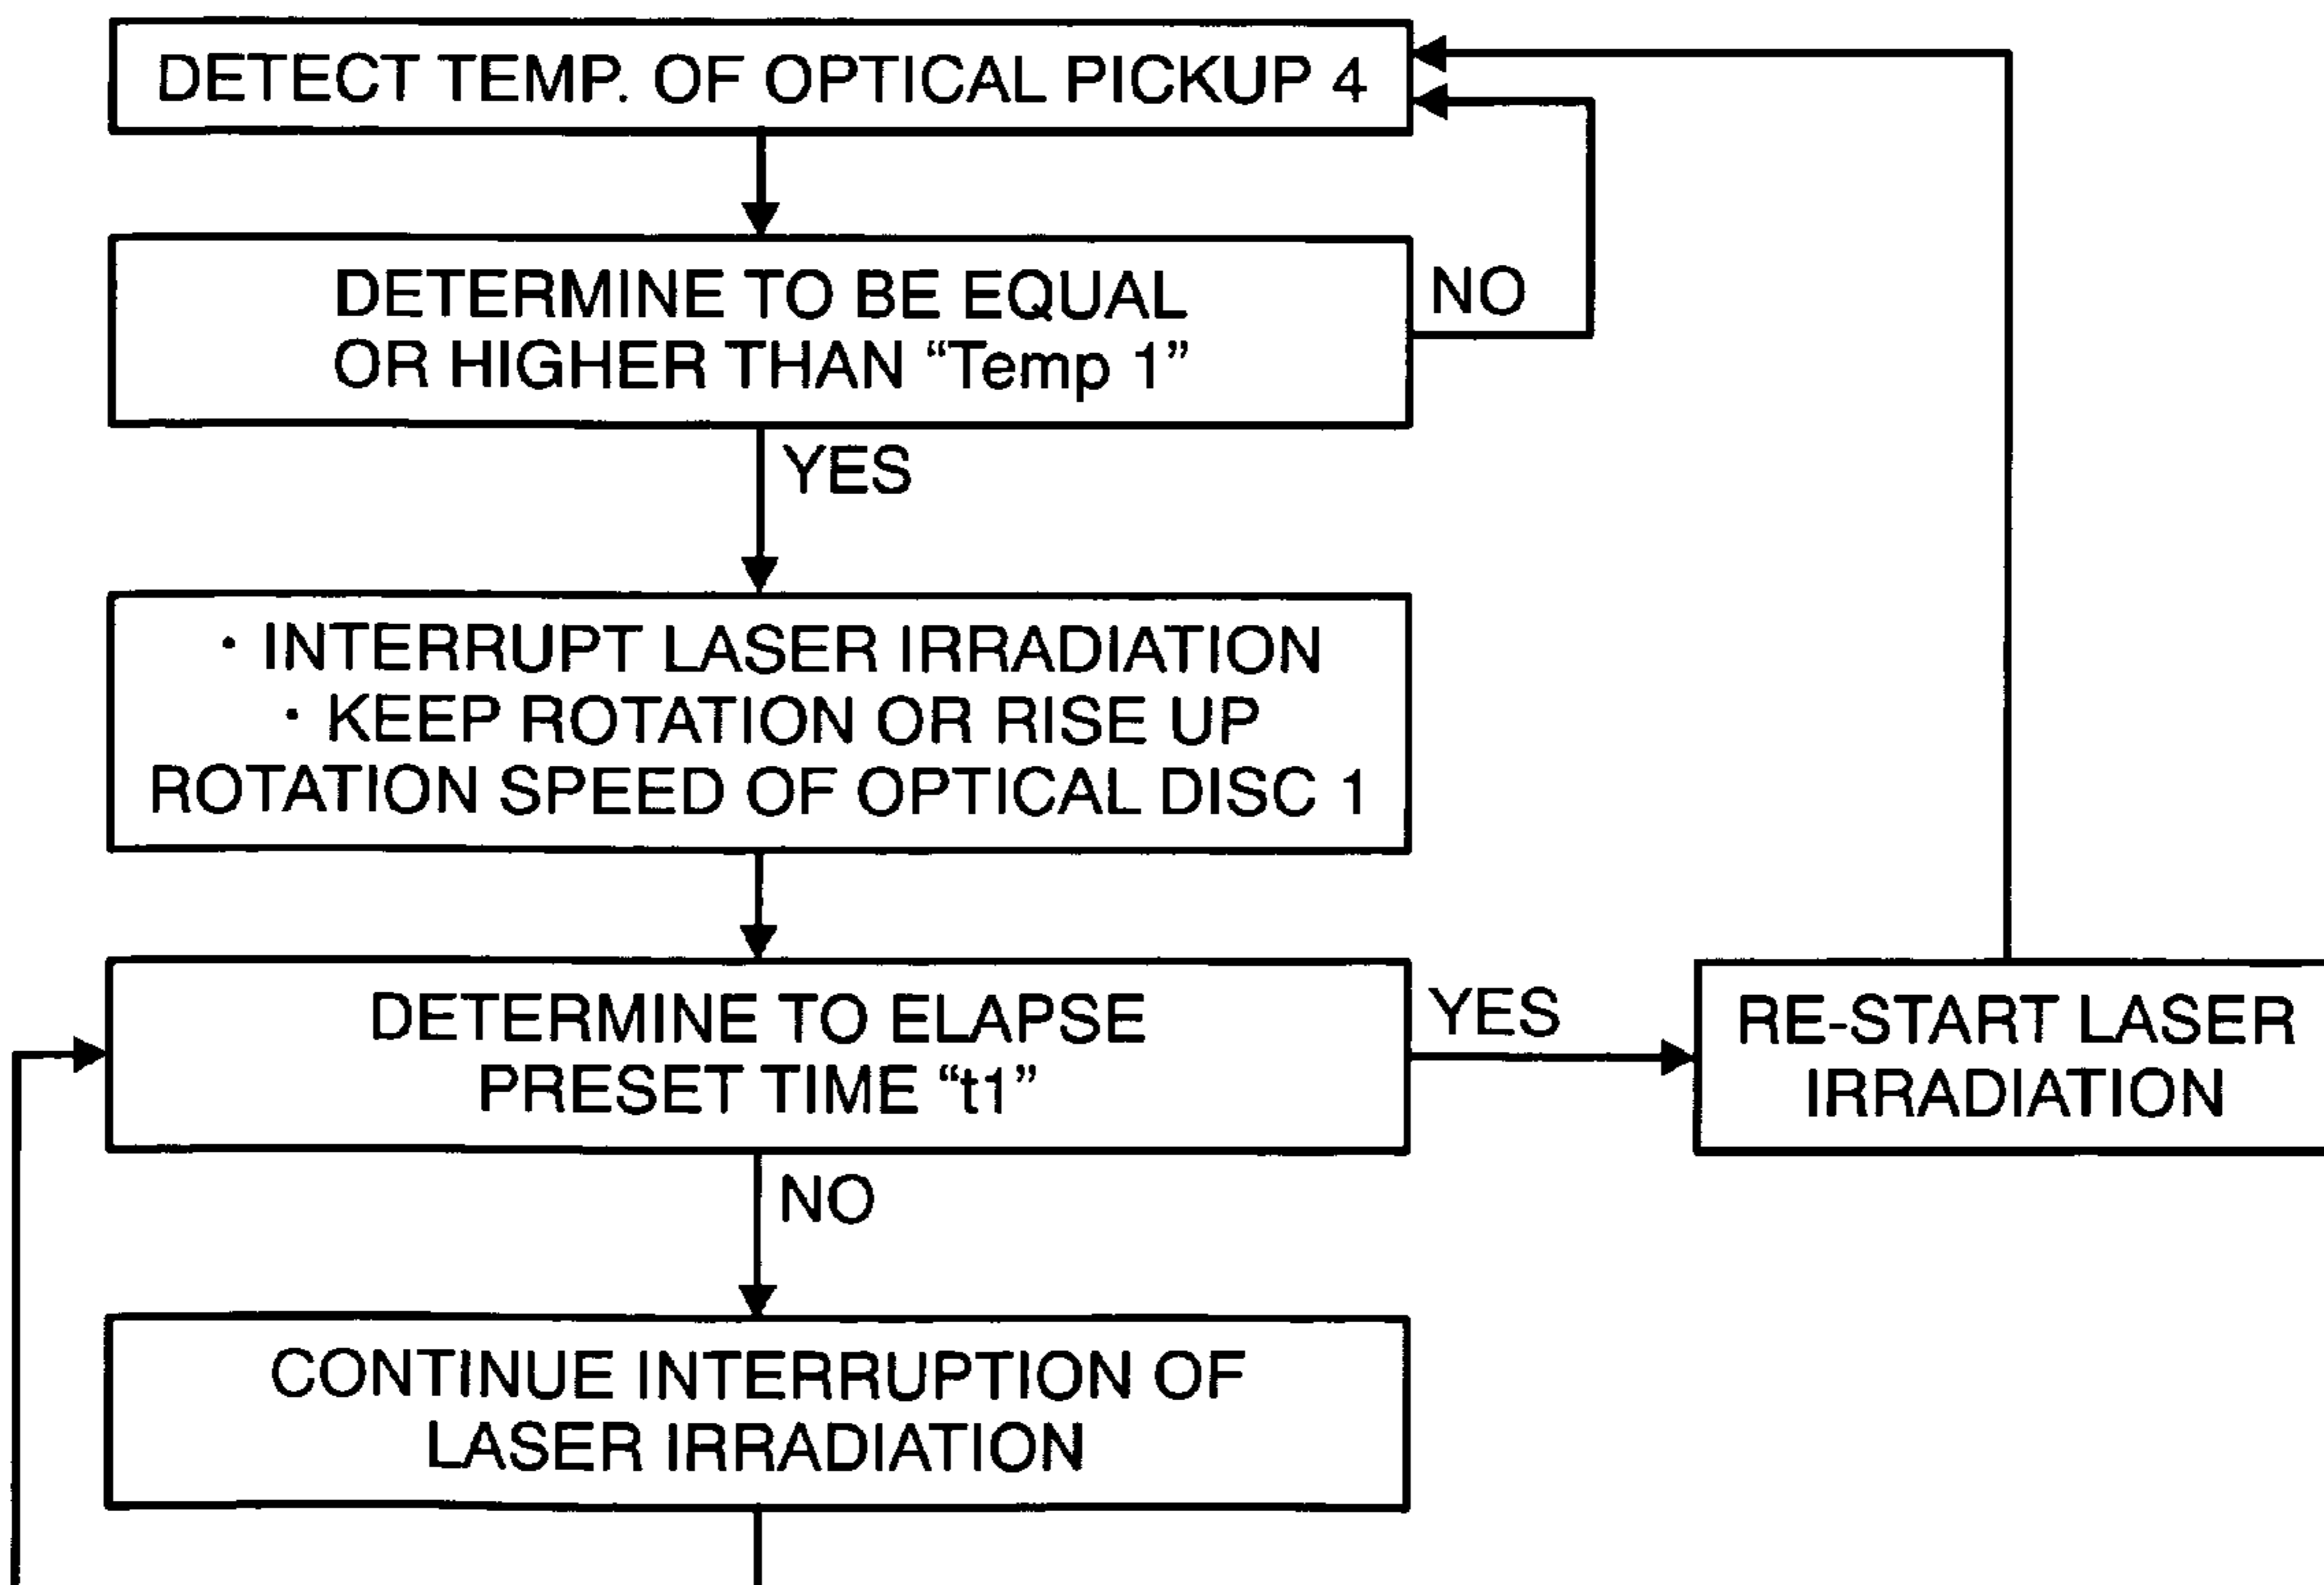 DETECT TEMP. OF OPTICAL PICKUP 4
DETERMINE TO BE EQUAL
OR HIGHER THAN “Temp 1”
NO
YES
· INTERRUPT LASER IRRADIATION
· KEEP ROTATION OR RISE UP
ROTATION SPEED OF OPTICAL DISC 1
DETERMINE TO ELAPSE
PRESET TIME “t1”
YES
RE-START LASER
IRRADIATION
NO
CONTINUE INTERRUPTION OF
LASER IRRADIATION